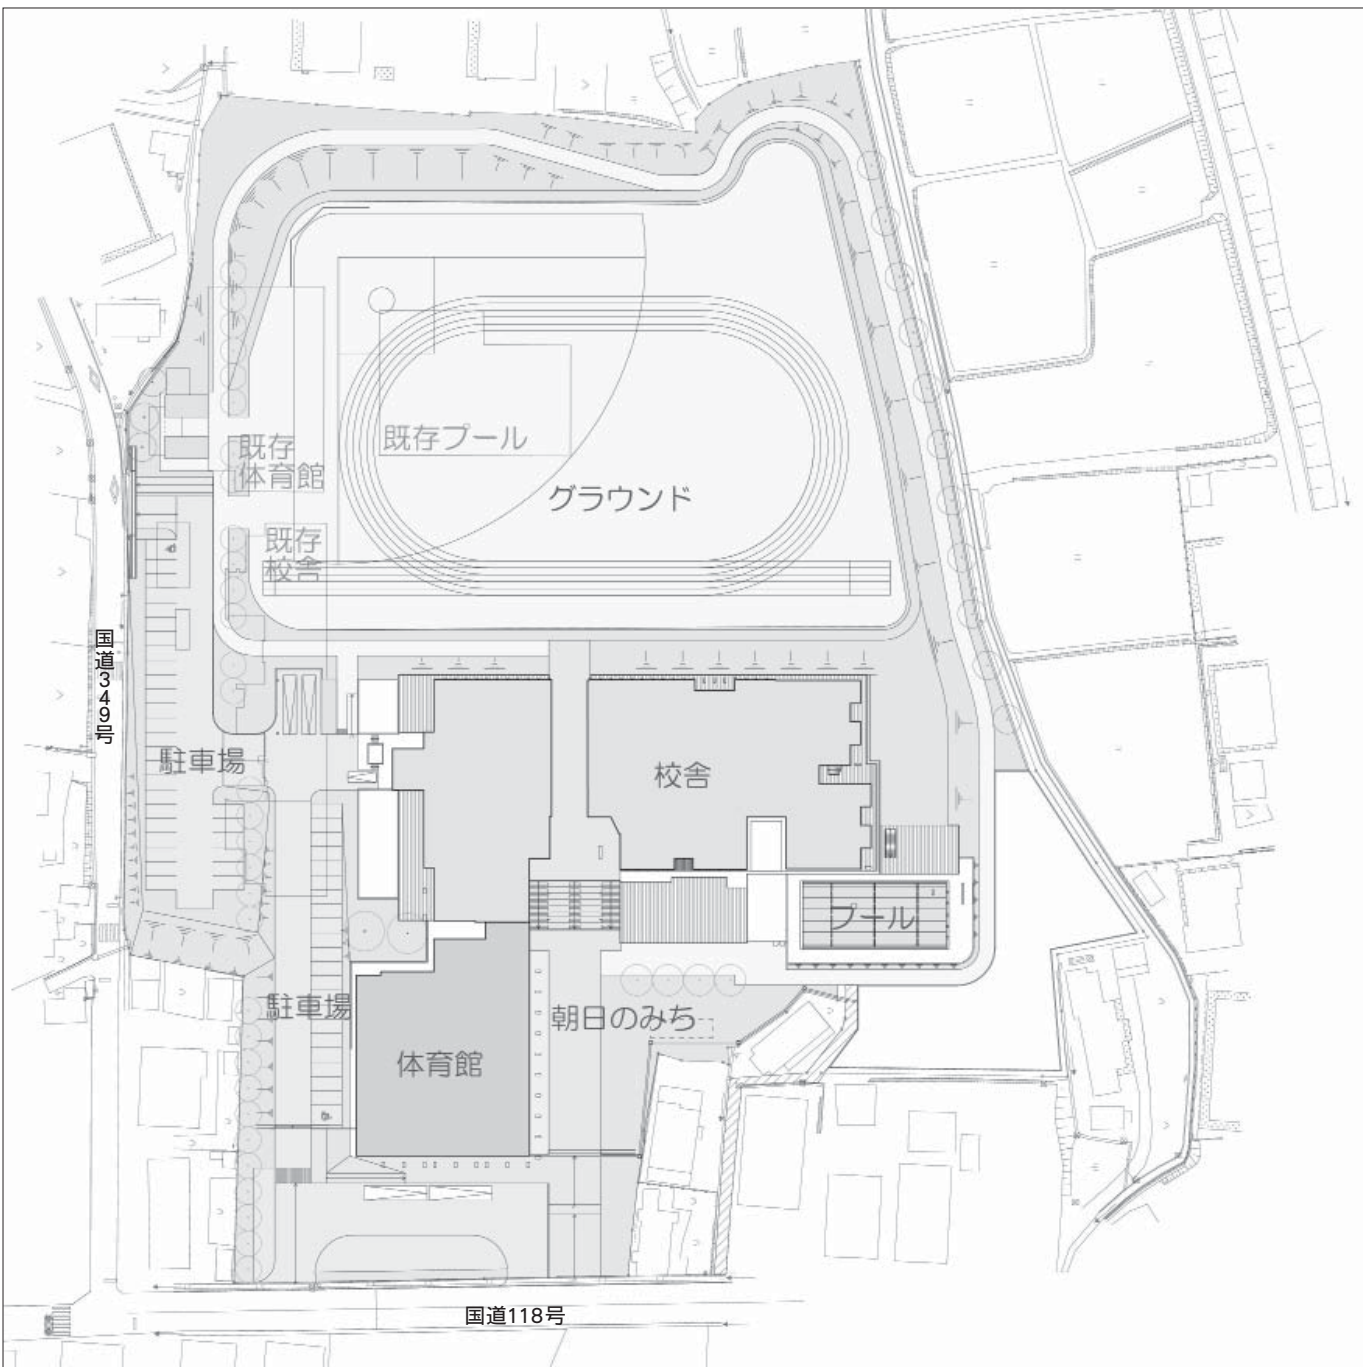 既存プール
既存
体育館
グラウンド
既存
校舎
国道349号
駐車場
校舎
プール
駐車場
朝日のみち
体育館
国道118号